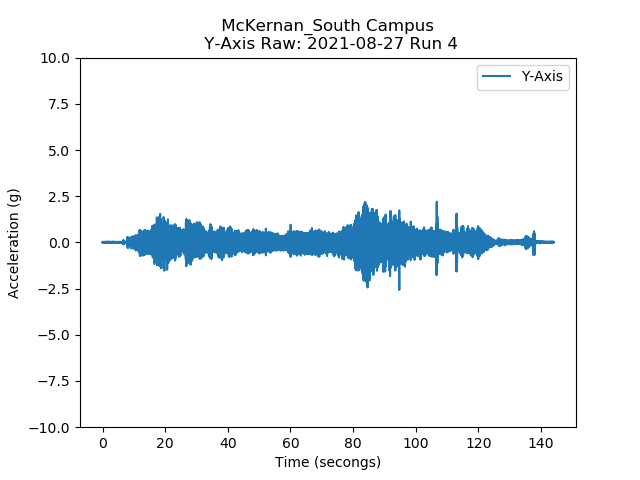 McKernan_South Campus
Y-Axis Raw: 2021-08-27 Run 4
Y-Axis
10.0
7.5
5.0
2.5
0.0
−2.5
−5.0
−7.5
−10.0
Acceleration (g)
0 20 40 60 80 100 120 140
Time (seconds)